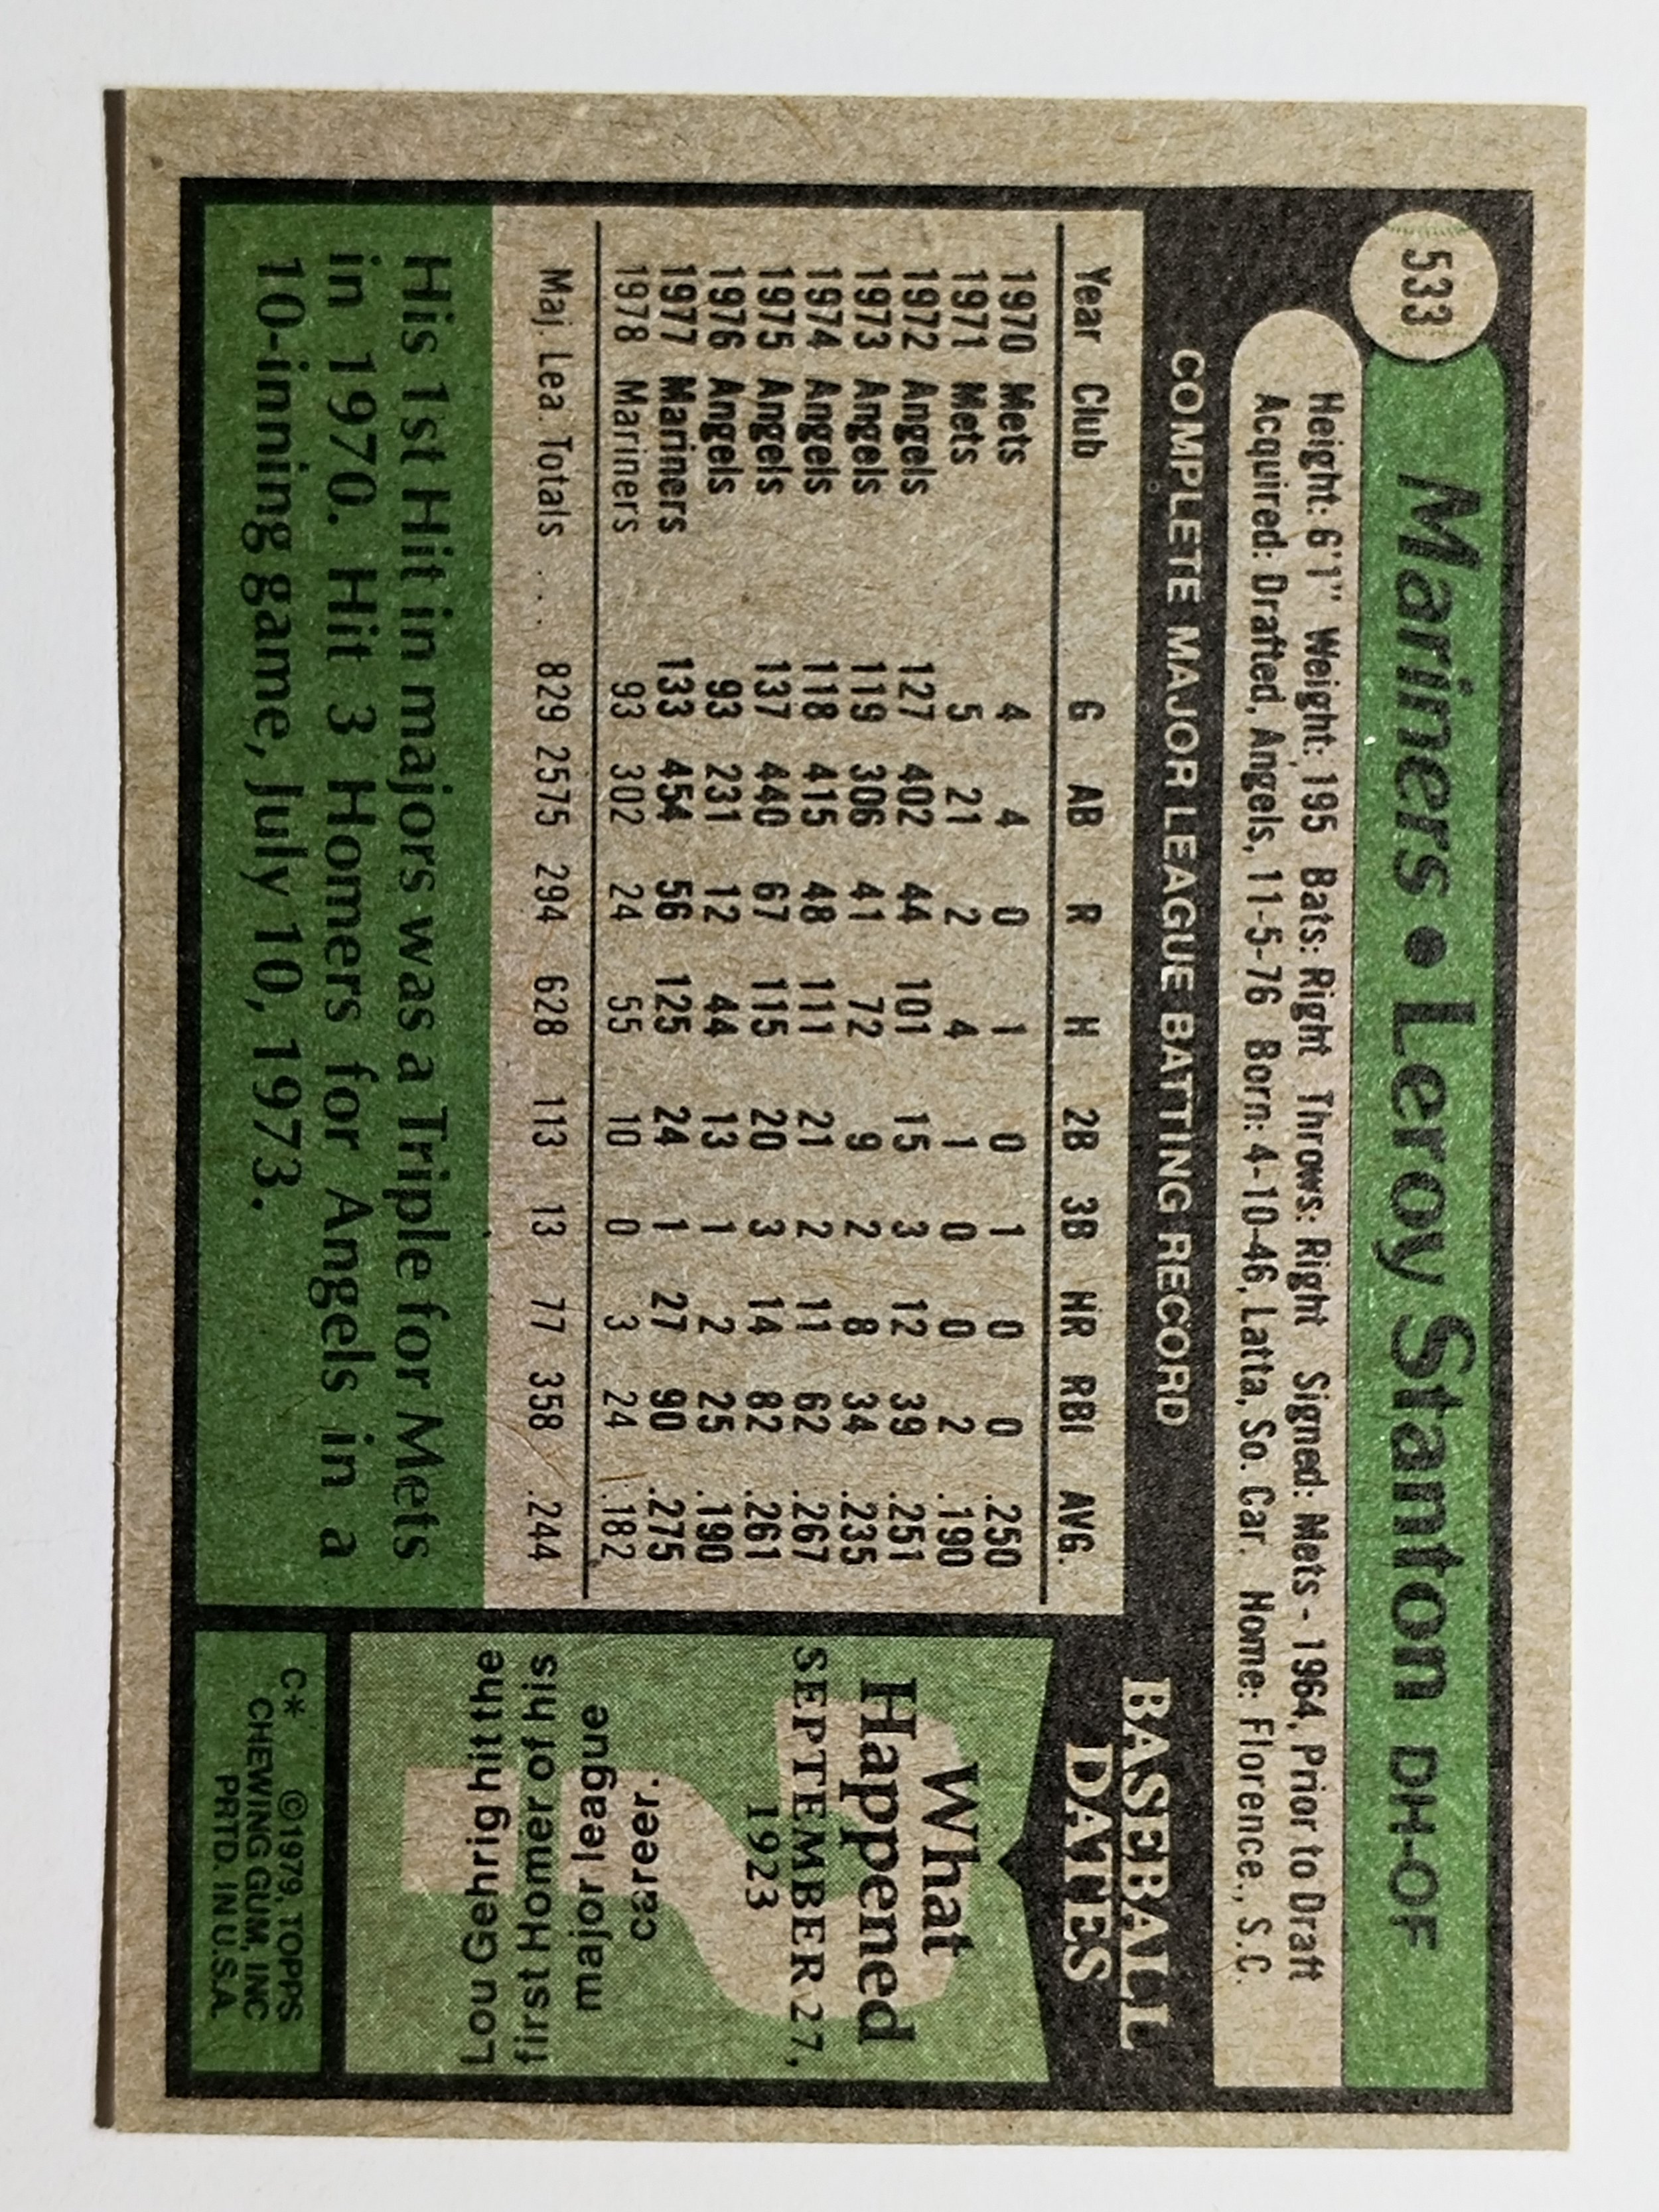 533
Mariners • Leroy Stanton DH-OF
Height: 6'1" Weight: 195 Bats: Right Throws: Right Signed: Mets - 1964, Prior to Draft
Acquired: Drafted, Angels, 11-5-76 Born: 4-10-46, Latta, So. Car. Home: Florence., S.C.
COMPLETE MAJOR LEAGUE BATTING RECORD
Year Club G AB R H 2B 3B HR RBI AVG.
1970 Mets 4 4 0 1 0 1 0 0 .250
1971 Mets 5 21 2 4 1 0 0 2 .190
1972 Angels 127 402 44 101 15 3 12 39 .251
1973 Angels 119 306 41 72 9 2 8 34 .235
1974 Angels 118 415 48 111 21 2 11 62 .267
1975 Angels 137 440 67 115 20 3 14 82 .261
1976 Angels 93 231 12 44 13 1 2 25 .190
1977 Mariners 133 454 56 125 24 1 27 90 .275
1978 Mariners 93 302 24 55 10 0 3 24 .182
Maj. Lea. Totals . . 829 2575 294 628 113 13 77 358 .244
His 1st Hit in majors was a Triple for Mets
in 1970. Hit 3 Homers for Angels in a
10-inning game, July 10, 1973.
BASEBALL
DATES
What
Happened
SEPTEMBER 27,
1923
Lou Gehrig hit the
first Homer of his
major league
career.
C* ©1979, TOPPS
CHEWING GUM, INC
PRTD. IN U.S.A.